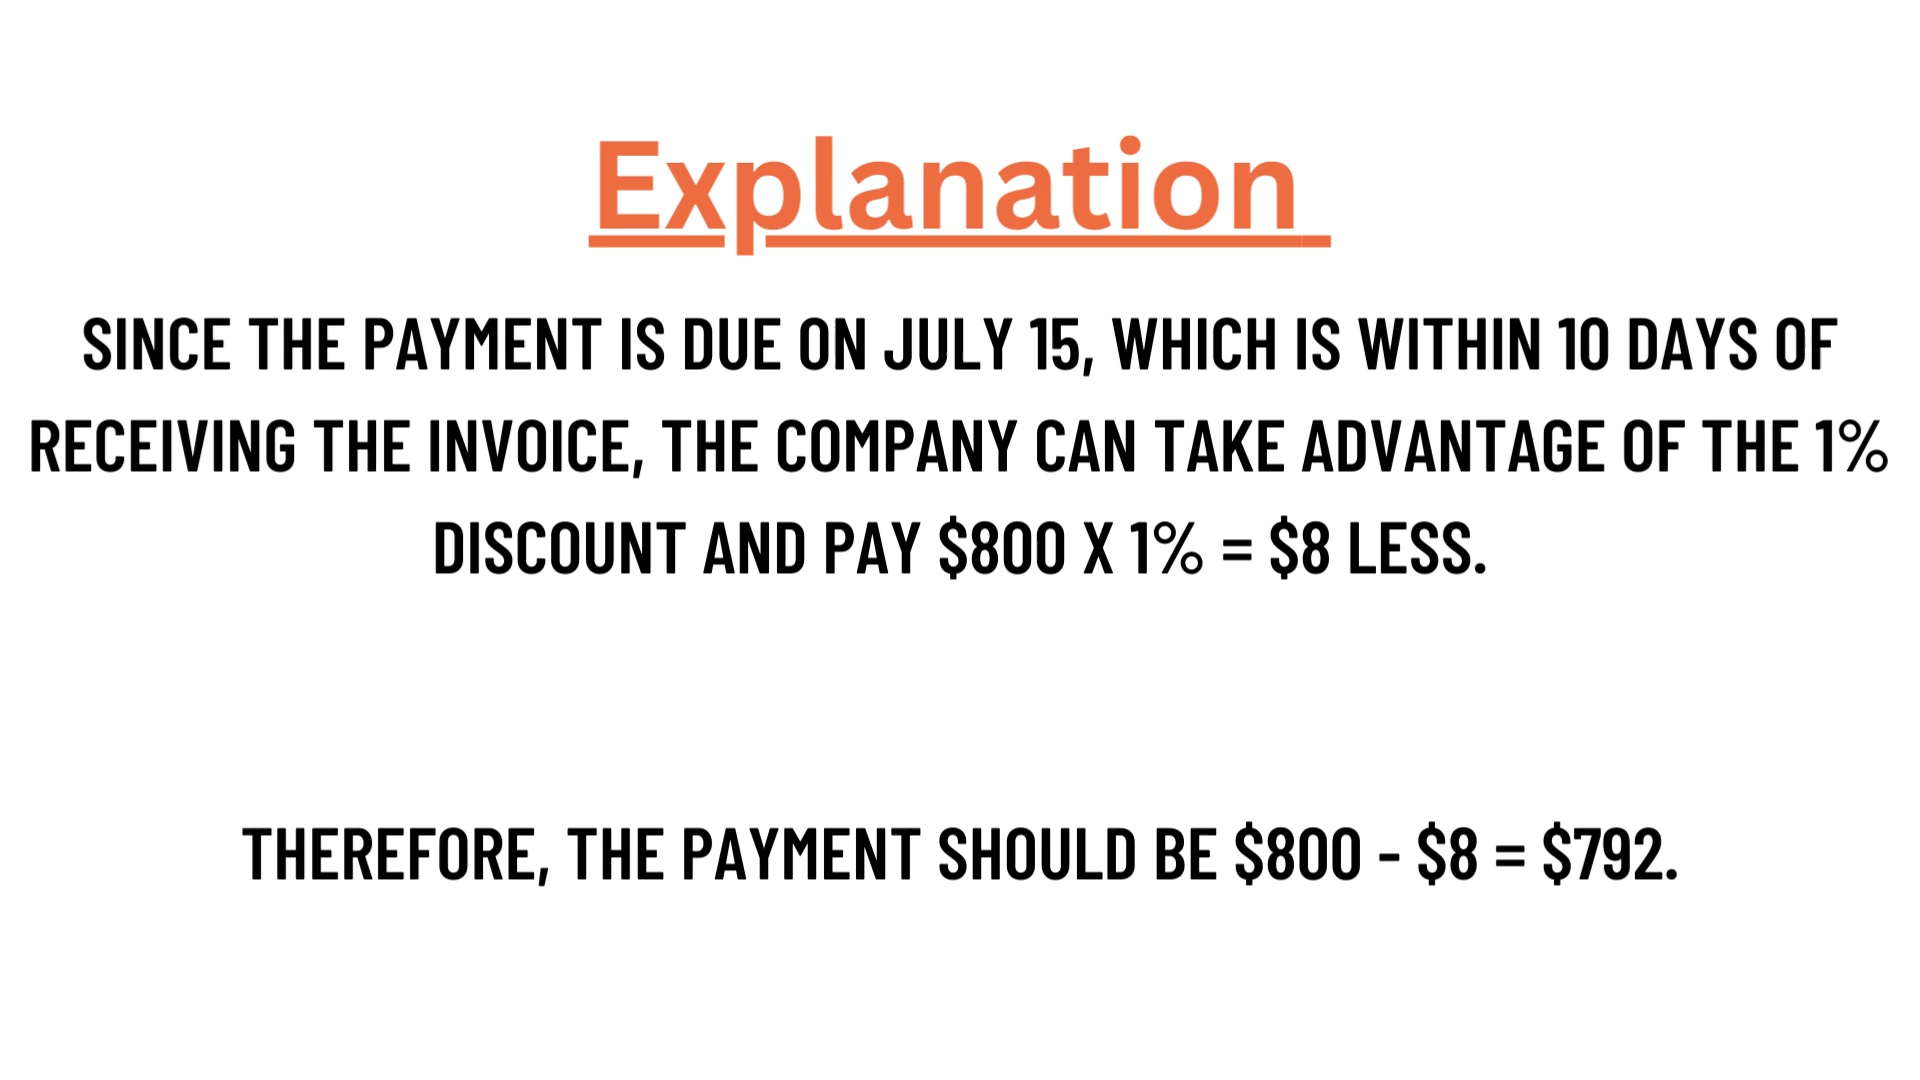 Explanation
SINCE THE PAYMENT IS DUE ON JULY 15, WHICH IS WITHIN 10 DAYS OF
RECEIVING THE INVOICE, THE COMPANY CAN TAKE ADVANTAGE OF THE 1%
DISCOUNT AND PAY $800 X 1% = $8 LESS.
THEREFORE, THE PAYMENT SHOULD BE $800 - $8 = $792.